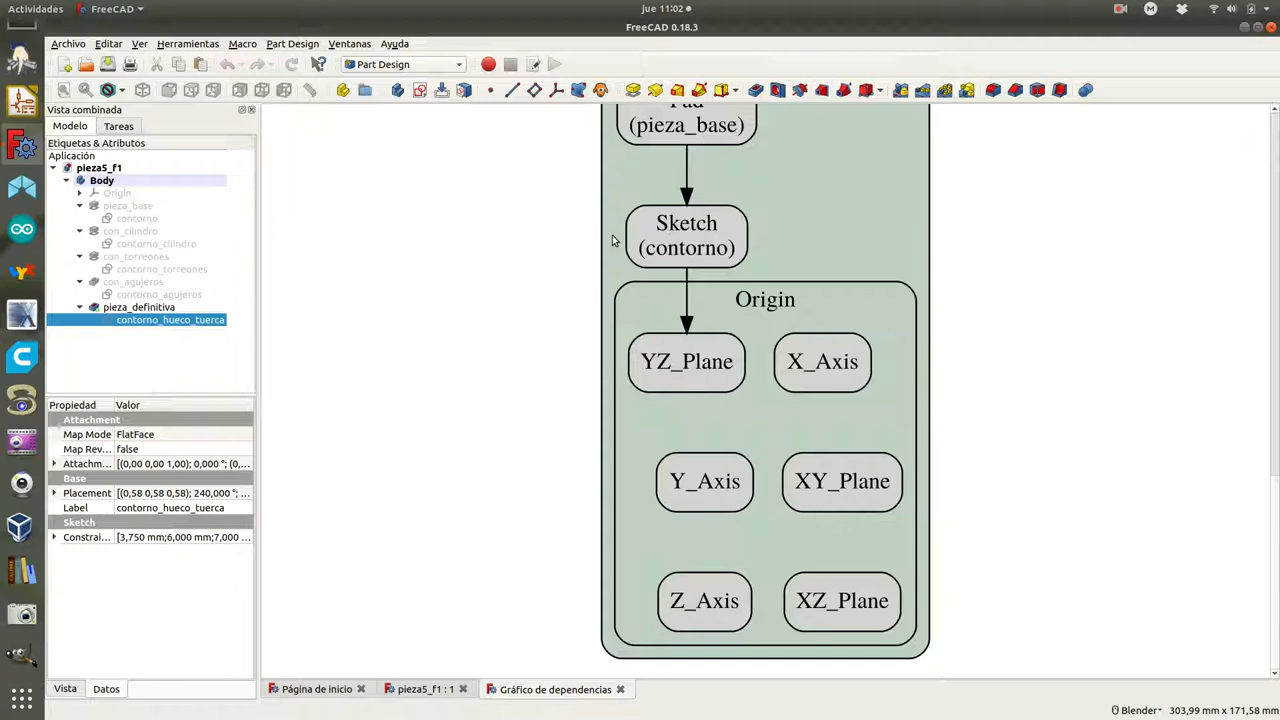 Actividades
FreeCAD
jue 11:02
FreeCAD 0.18.3
Archivo Editar Ver Herramientas Macro Part Design Ventanas Ayuda
Part Design
Vista combinada
Modelo Tareas
Etiquetas & Atributos
Aplicación
pieza5_f1
Body
Origin
pieza_base
contorno
con_cilindro
contorno_cilindro
con_torreones
contorno_torreones
con_agujeros
contorno_agujeros
pieza_definitiva
contorno_hueco_tuerca
Propiedad Valor
Attachment
Map Mode FlatFace
Map Rev... false
Attachm... [(0,00 0,00 1,00); 0,000 °; (0,...
Base
Placement [(0,58 0,58 0,58); 240,000 °; ...
Label contorno_hueco_tuerca
Sketch
Constrai... [3,750 mm;6,000 mm;7,000 ...
Vista Datos
Pad
(pieza_base)
Sketch
(contorno)
Origin
YZ_Plane X_Axis
Y_Axis XY_Plane
Z_Axis XZ_Plane
Página de inicio
pieza5_f1 : 1
Gráfico de dependencias
Blender
303,99 mm x 171,58 mm